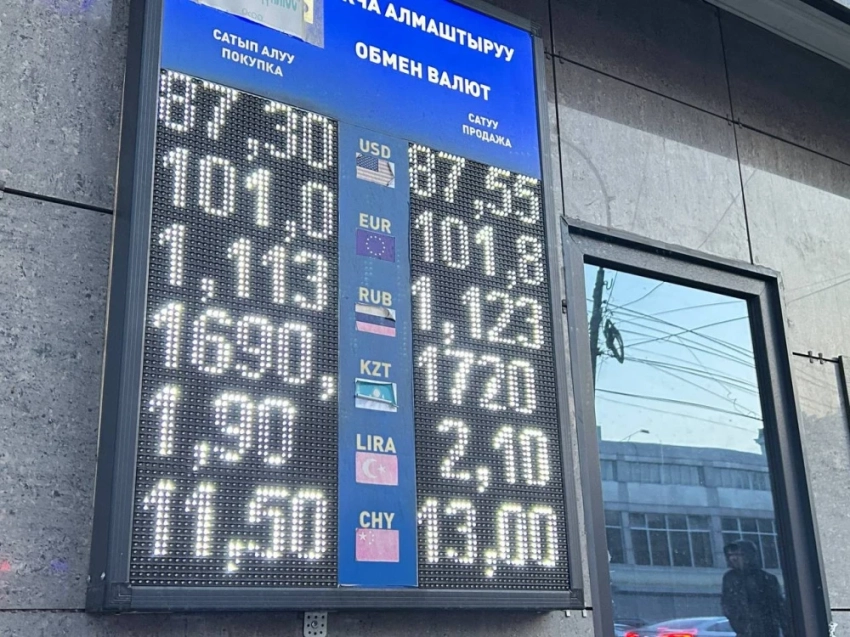 АКЧА АЛМАШТЫРУУ
ОБМЕН ВАЛЮТ
САТЫП АЛУУ
ПОКУПКА
САТУУ
ПРОДАЖА
87,30 USD 87,55
101,0 EUR 101,8
1,113 RUB 1,123
1690, KZT 1720
1,90 LIRA 2,10
11,50 CHY 13,00